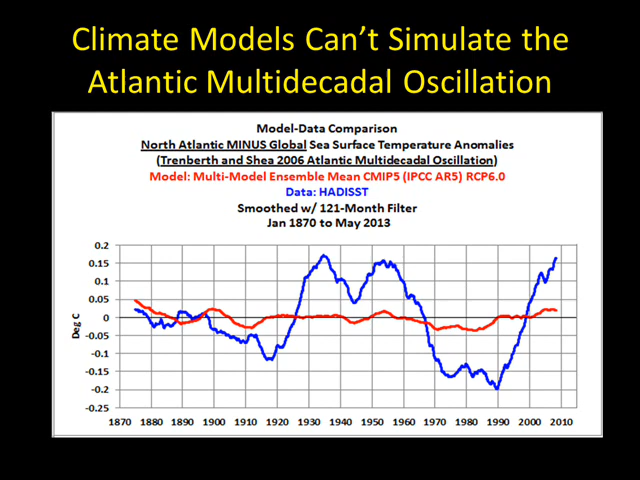 Climate Models Can't Simulate the
Atlantic Multidecadal Oscillation
Model-Data Comparison
North Atlantic MINUS Global Sea Surface Temperature Anomalies
(Trenberth and Shea 2006 Atlantic Multidecadal Oscillation)
Model: Multi-Model Ensemble Mean CMIP5 (IPCC AR5) RCP6.0
Data: HADISST
Smoothed w/ 121-Month Filter
Jan 1870 to May 2013
0.2
0.15
0.1
0.05
0
-0.05
-0.1
-0.15
-0.2
-0.25
Deg C
1870 1880 1890 1900 1910 1920 1930 1940 1950 1960 1970 1980 1990 2000 2010